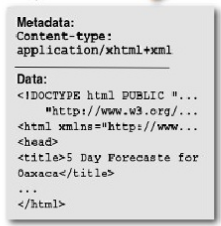 Metadata:
Content-type:
application/xhtml+xml
Data:
<!DOCTYPE html PUBLIC "...
"http://www.w3.org/...
<html xmlns="http://www...
<head>
<title>5 Day Forecaste for
Oaxaca</title>
...
</html>